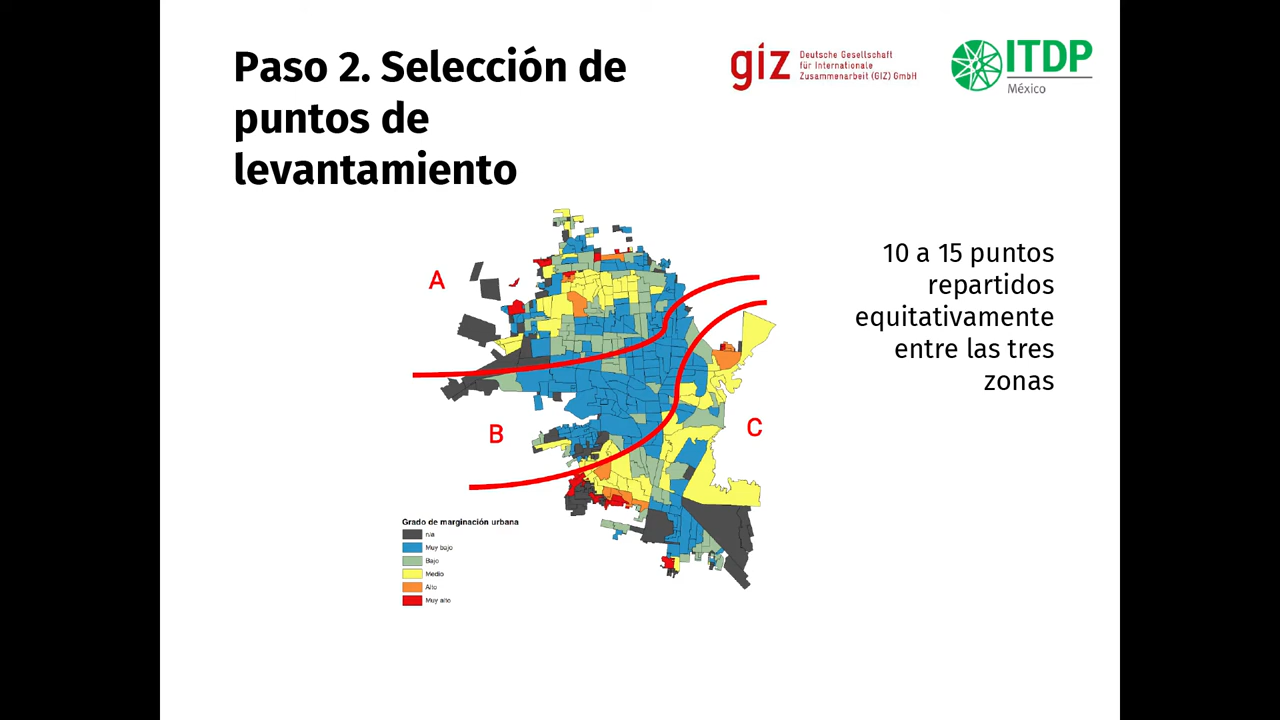 Paso 2. Selección de
puntos de
levantamiento
giz
Deutsche Gesellschaft
für Internationale
Zusammenarbeit (GIZ) GmbH
ITDP
México
A
B
C
10 a 15 puntos
repartidos
equitativamente
entre las tres
zonas
Grado de marginación urbana
n/a
Muy bajo
Bajo
Medio
Alto
Muy alto